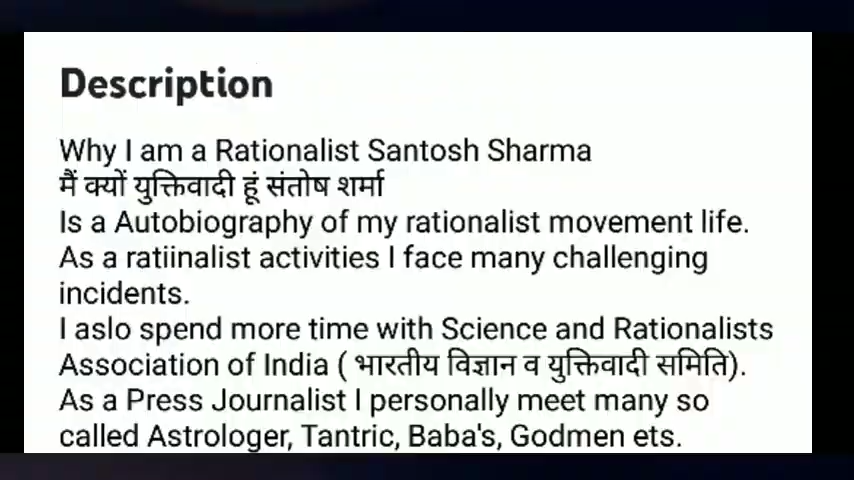 Description
Why I am a Rationalist Santosh Sharma
मैं क्यों युक्तिवादी हूं संतोष शर्मा
Is a Autobiography of my rationalist movement life.
As a ratiinalist activities I face many challenging
incidents.
I aslo spend more time with Science and Rationalists
Association of India ( भारतीय विज्ञान व युक्तिवादी समिति).
As a Press Journalist I personally meet many so
called Astrologer, Tantric, Baba's, Godmen ets.